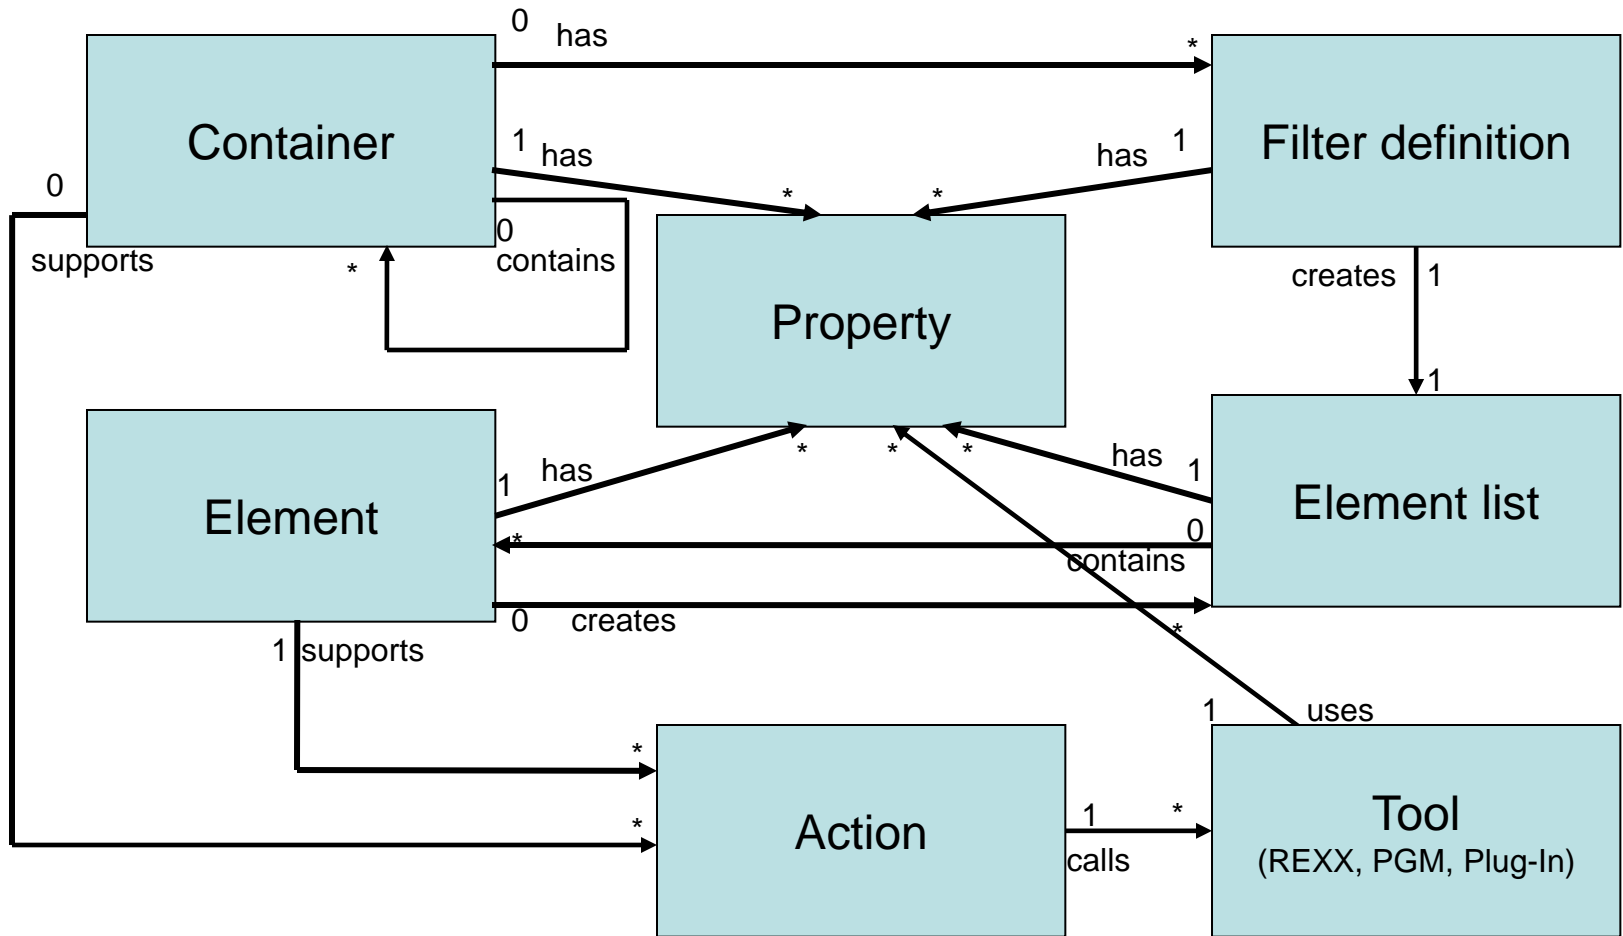 0
has
*
Container
Filter definition
1
has
*
has
1
*
0
supports
0
contains
*
Property
creates
1
1
*
*
*
has
1
has
1
Element
Element list
*
0
contains
0
creates
*
1
supports
1
uses
*
*
Action
1
calls
*
Tool
(REXX, PGM, Plug-In)